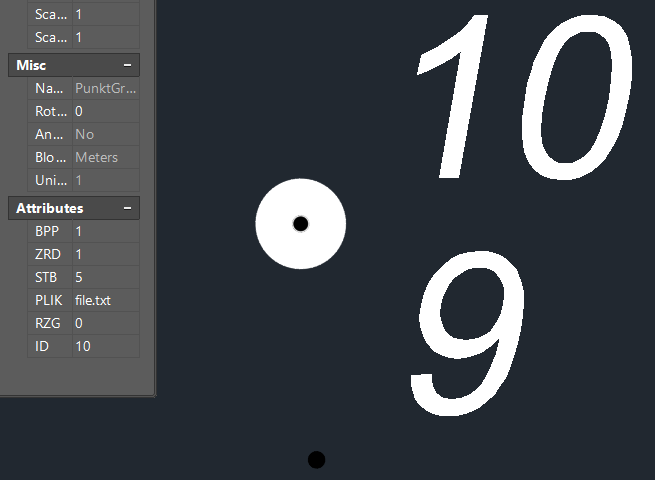 Sca... 1
Sca... 1
Misc
Na... PunktGr...
Rot... 0
An... No
Blo... Meters
Uni... 1
Attributes
BPP 1
ZRD 1
STB 5
PLIK file.txt
RZG 0
ID 10
10
9